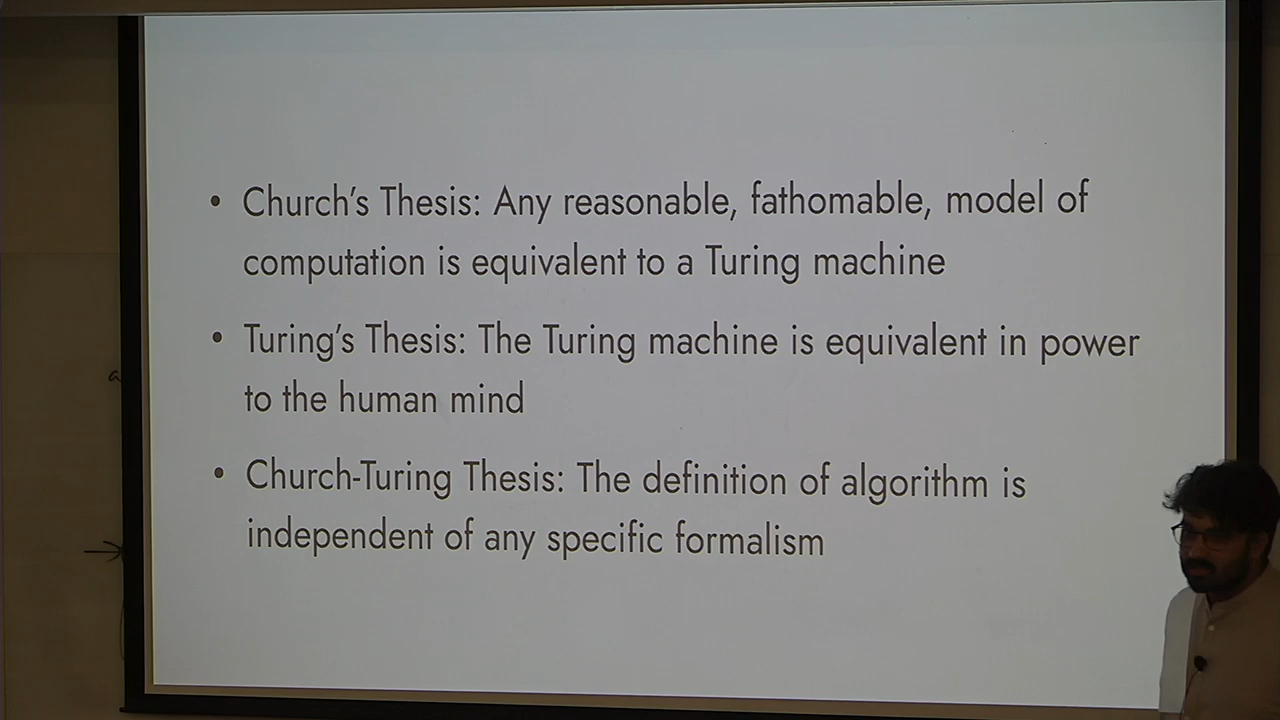 • Church's Thesis: Any reasonable, fathomable, model of
computation is equivalent to a Turing machine
• Turing's Thesis: The Turing machine is equivalent in power
to the human mind
• Church-Turing Thesis: The definition of algorithm is
independent of any specific formalism